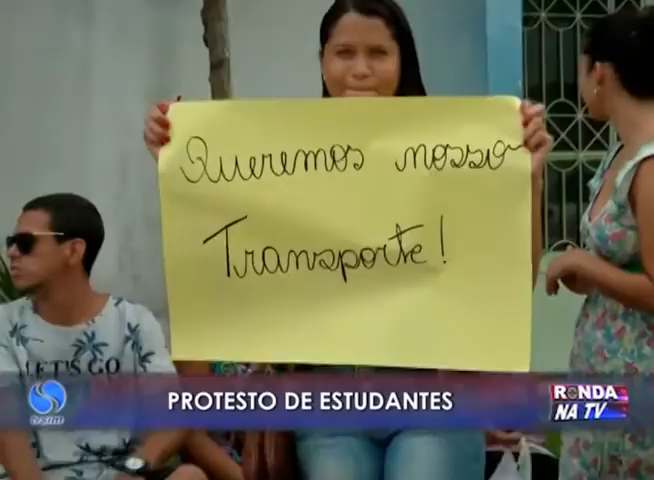 Queremos nosso
Transporte!
LET'S GO
PROTESTO DE ESTUDANTES
RONDA
NA TV